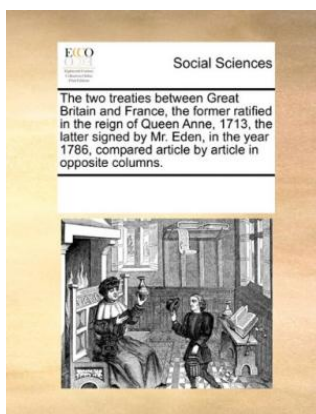 ECCO
Social Sciences
The two treaties between Great
Britain and France, the former ratified
in the reign of Queen Anne, 1713, the
latter signed by Mr. Eden, in the year
1786, compared article by article in
opposite columns.